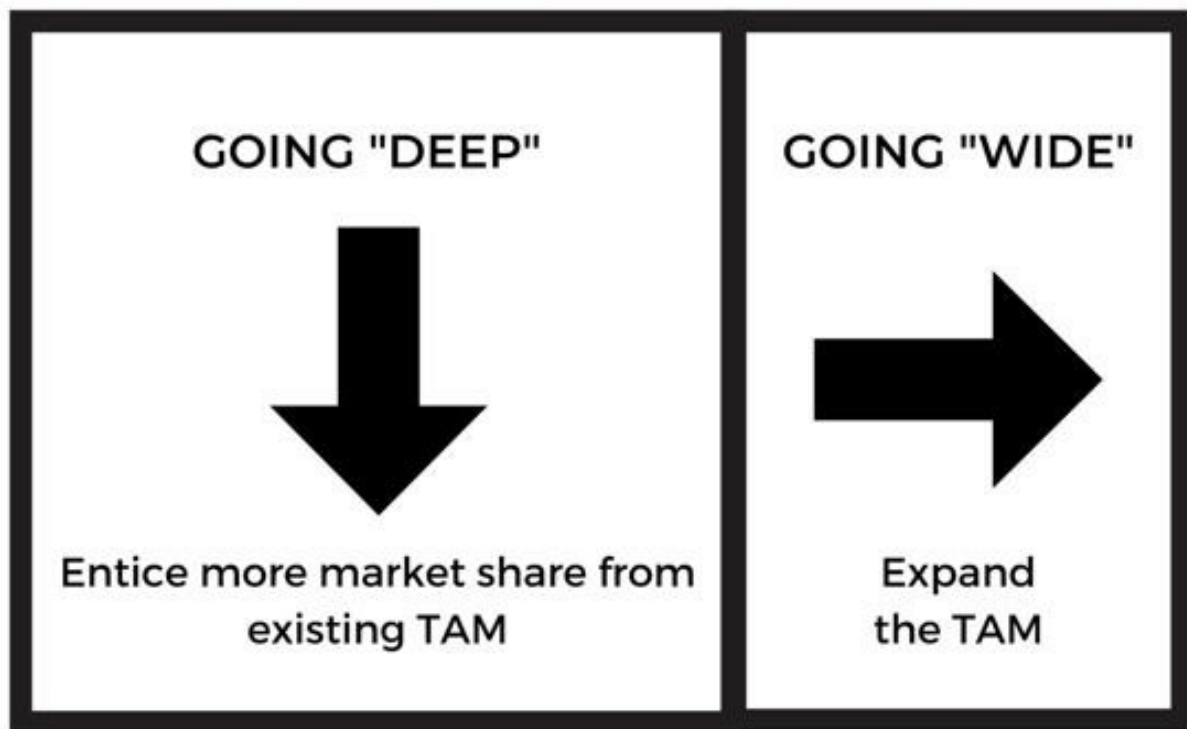 GOING "DEEP"
Entice more market share from
existing TAM
GOING "WIDE"
Expand
the TAM